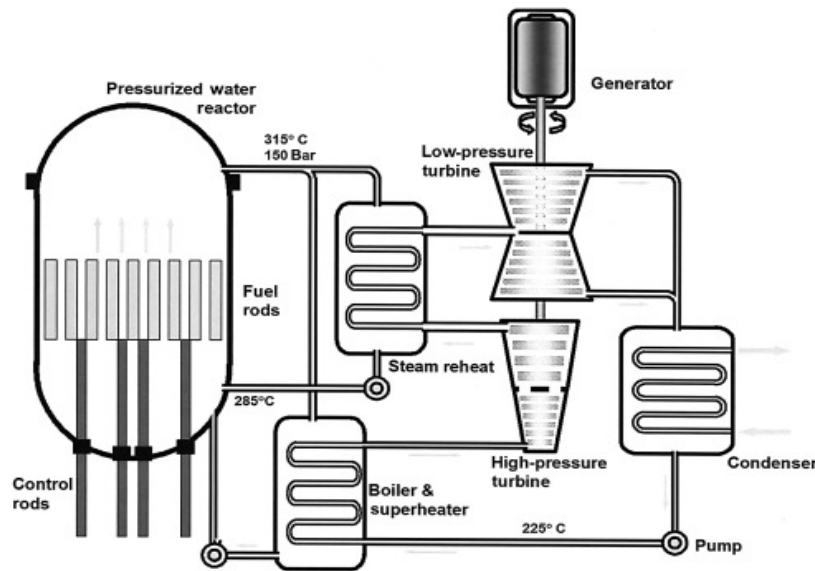 Pressurized water
reactor
Generator
315° C
150 Bar
Low-pressure
turbine
Fuel
rods
Steam reheat
285°C
High-pressure
turbine
Condenser
Control
rods
Boiler &
superheater
225° C
Pump